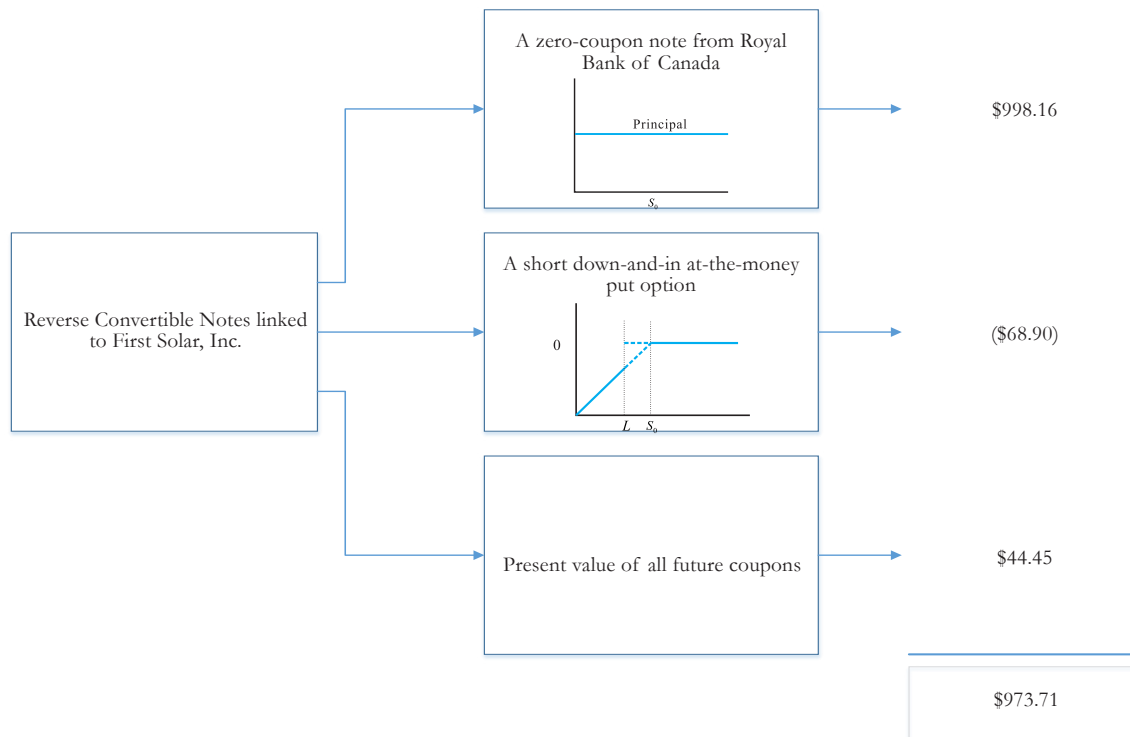 A zero-coupon note from Royal
Bank of Canada
Principal
S₀
$998.16
Reverse Convertible Notes linked
to First Solar, Inc.
A short down-and-in at-the-money
put option
0
L S₀
($68.90)
Present value of all future coupons
$44.45
$973.71